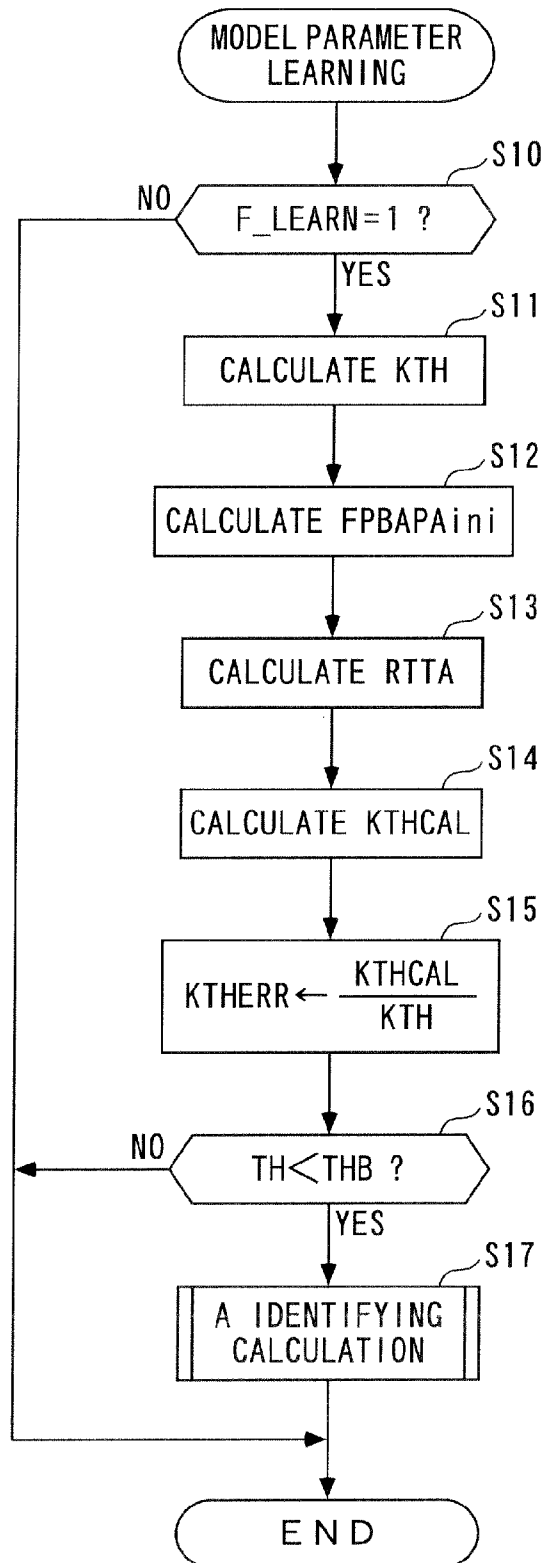 MODEL PARAMETER
LEARNING
S10
NO
F_LEARN=1 ?
YES
S11
CALCULATE KTH
S12
CALCULATE FPBAPAini
S13
CALCULATE RTTA
S14
CALCULATE KTHCAL
S15
KTHERR← KTHCAL
KTH
S16
NO
TH<THB ?
YES
S17
A IDENTIFYING
CALCULATION
END